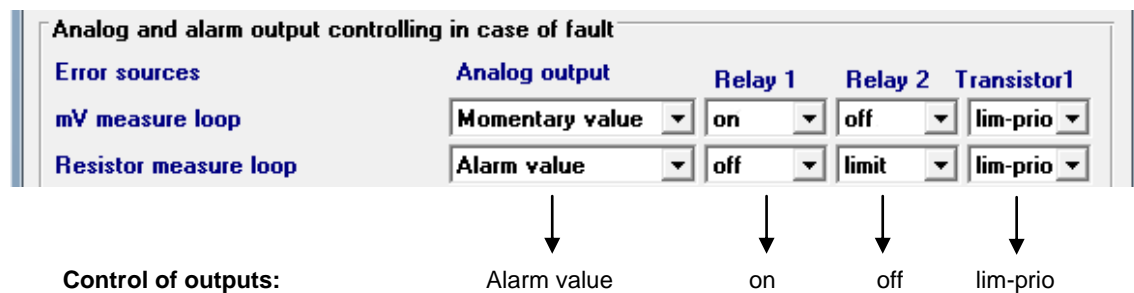 Analog and alarm output controlling in case of fault
Error sources Analog output Relay 1 Relay 2 Transistor1
mV measure loop Momentary value on off lim-prio
Resistor measure loop Alarm value off limit lim-prio
Control of outputs: Alarm value on off lim-prio